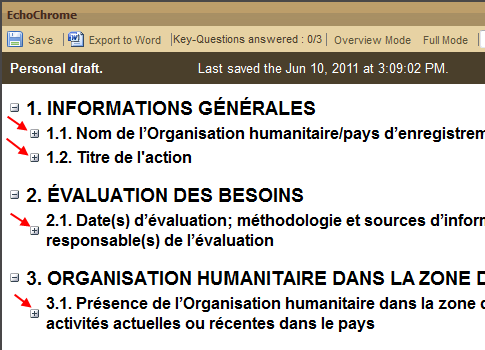 EchoChrome
Save Export to Word Key-Questions answered : 0/3 Overview Mode Full Mode
Personal draft. Last saved the Jun 10, 2011 at 3:09:02 PM.
1. INFORMATIONS GÉNÉRALES
1.1. Nom de l'Organisation humanitaire/pays d'enregistrem
1.2. Titre de l'action
2. ÉVALUATION DES BESOINS
2.1. Date(s) d'évaluation; méthodologie et sources d'inforn
responsable(s) de l'évaluation
3. ORGANISATION HUMANITAIRE DANS LA ZONE D
3.1. Présence de l'Organisation humanitaire dans la zone d
activités actuelles ou récentes dans le pays